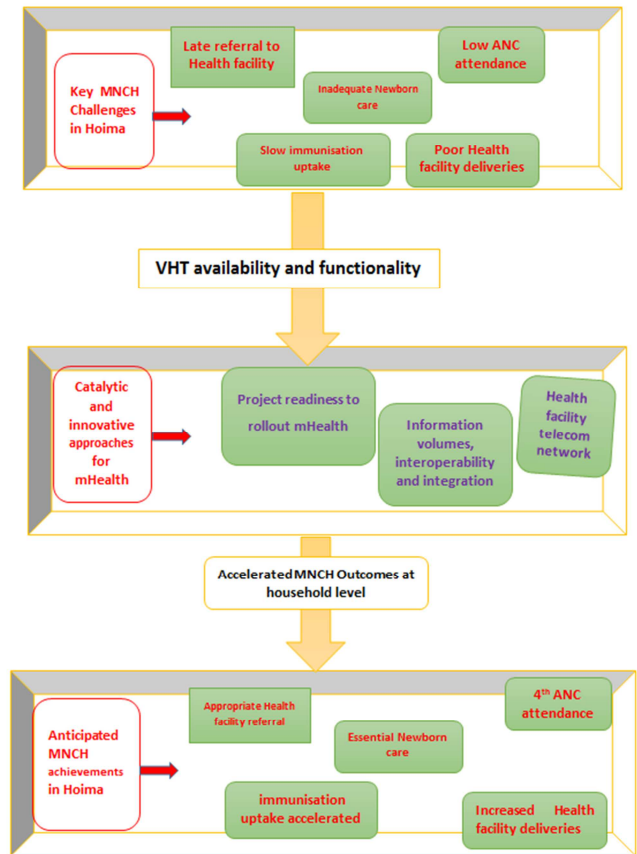 Late referral to
Health facility
Low ANC
attendance
Key MNCH
Challenges
in Hoima
Inadequate Newborn
care
Slow immunisation
uptake
Poor Health
facility deliveries
VHT availability and functionality
Catalytic
and
innovative
approaches
for
mHealth
Project readiness to
rollout mHealth
Information
volumes,
interoperability
and integration
Health
facility
telecom
network
Accelerated MNCH Outcomes at
household level
Anticipated
MNCH
achievements
in Hoima
Appropriate Health
facility referral
4th ANC
attendance
Essential Newborn
care
immunisation
uptake accelerated
Increased Health
facility deliveries